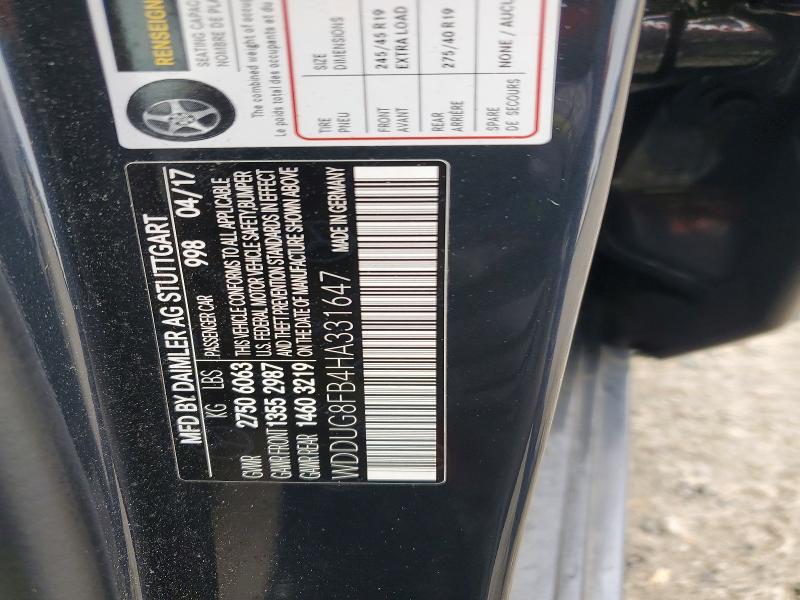 RENSEIGN
SEATING CAPAC
NOMBRE DE PLA
The combined weight of occup
Le poids total des occupants et du
TIRE SIZE
PNEU DIMENSIONS
FRONT 245/45 R19
AVANT EXTRA LOAD
REAR 275/40 R19
ARRIÈRE
SPARE NONE / AUCU
DE SECOURS
MFD BY. DAIMLER AG STUTTGART
KG LBS PASSENGER CAR 998 04/17
GVWR 2750 6063 THIS VEHICLE CONFORMS TO ALL APPLICABLE
GAWR FRONT 1355 2987 U.S. FEDERAL MOTOR VEHICLE SAFETY, BUMPER
GAWR REAR 1460 3219 AND THEFT PREVENTION STANDARDS IN EFFECT
ON THE DATE OF MANUFACTURE SHOWN ABOVE
WDDUG8FB4HA331647 MADE IN GERMANY